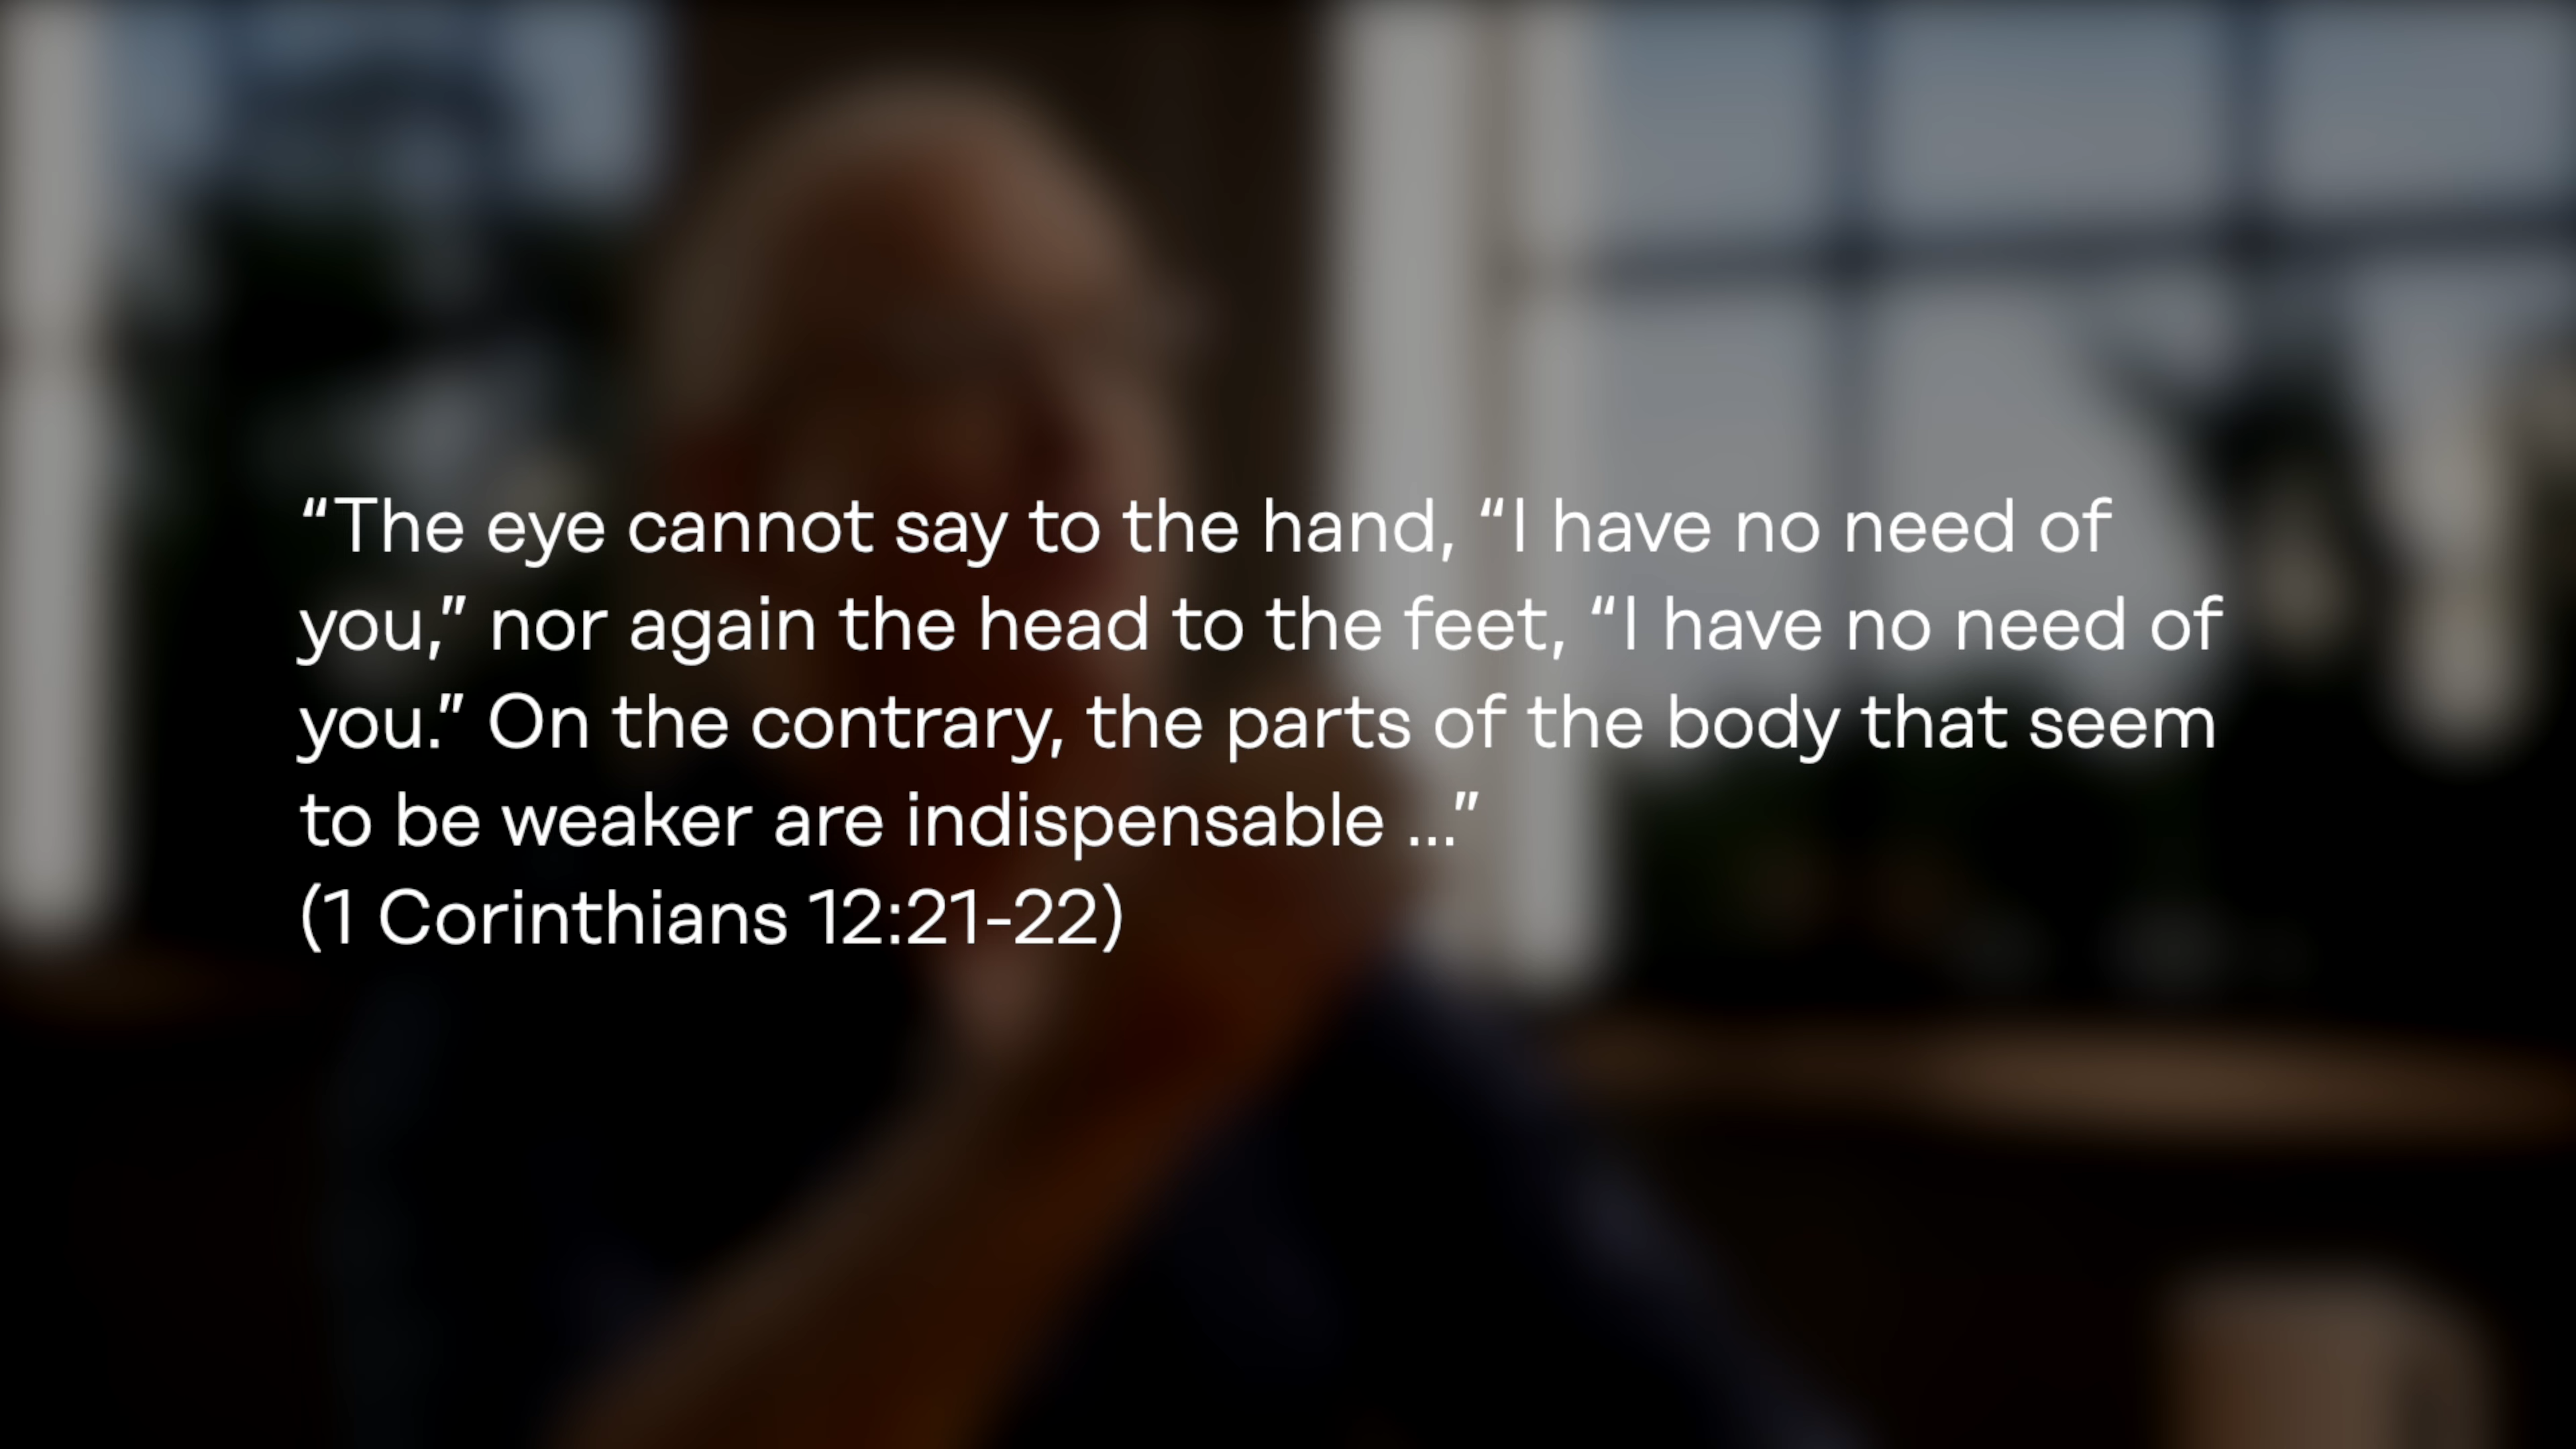 “The eye cannot say to the hand, “I have no need of
you,” nor again the head to the feet, “I have no need of
you.” On the contrary, the parts of the body that seem
to be weaker are indispensable ...”
(1 Corinthians 12:21-22)